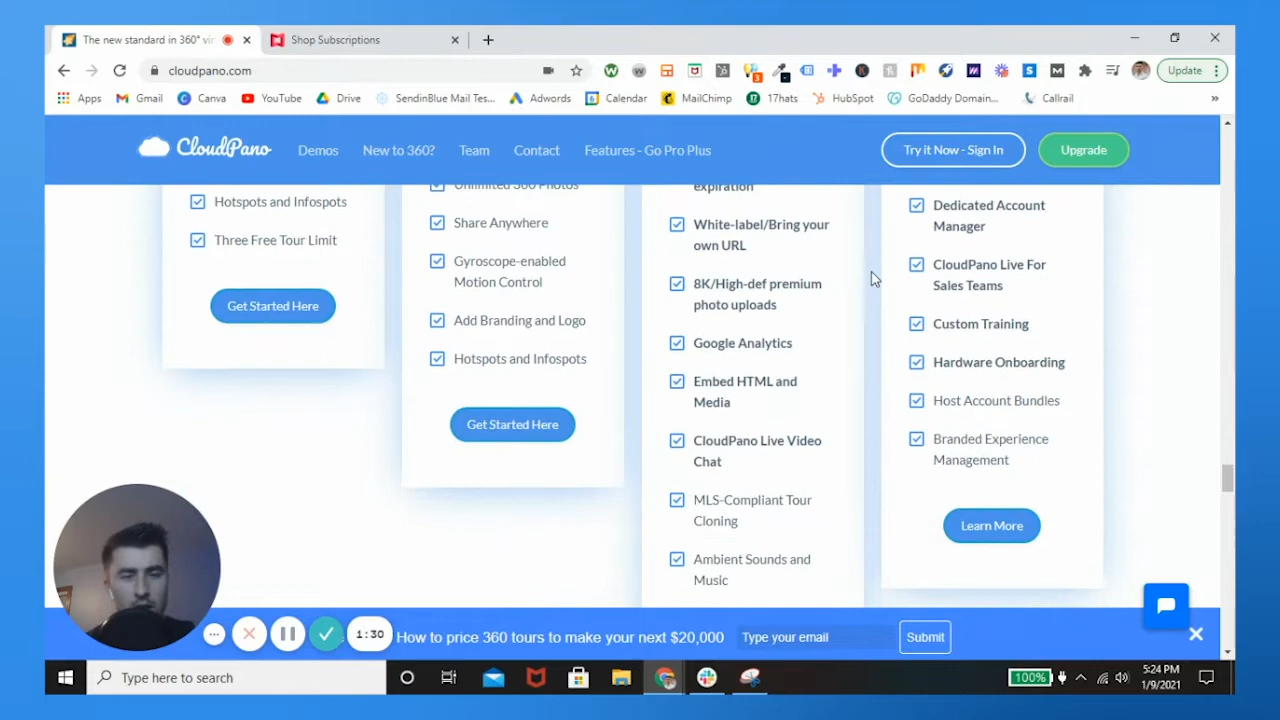 The new standard in 360° vir
Shop Subscriptions
cloudpano.com
Update
Apps
Gmail
Canva
YouTube
Drive
SendinBlue Mail Tes...
Adwords
Calendar
MailChimp
17hats
HubSpot
GoDaddy Domain...
Callrail
»
CloudPano
Demos
New to 360?
Team
Contact
Features - Go Pro Plus
Try it Now - Sign In
Upgrade
Hotspots and Infospots
Three Free Tour Limit
Get Started Here
Unlimited 360 Photos
Share Anywhere
Gyroscope-enabled
Motion Control
Add Branding and Logo
Hotspots and Infospots
Get Started Here
expiration
White-label/Bring your
own URL
8K/High-def premium
photo uploads
Google Analytics
Embed HTML and
Media
CloudPano Live Video
Chat
MLS-Compliant Tour
Cloning
Ambient Sounds and
Music
Dedicated Account
Manager
CloudPano Live For
Sales Teams
Custom Training
Hardware Onboarding
Host Account Bundles
Branded Experience
Management
Learn More
1:30
How to price 360 tours to make your next $20,000
Type your email
Submit
Type here to search
100%
5:24 PM
1/9/2021